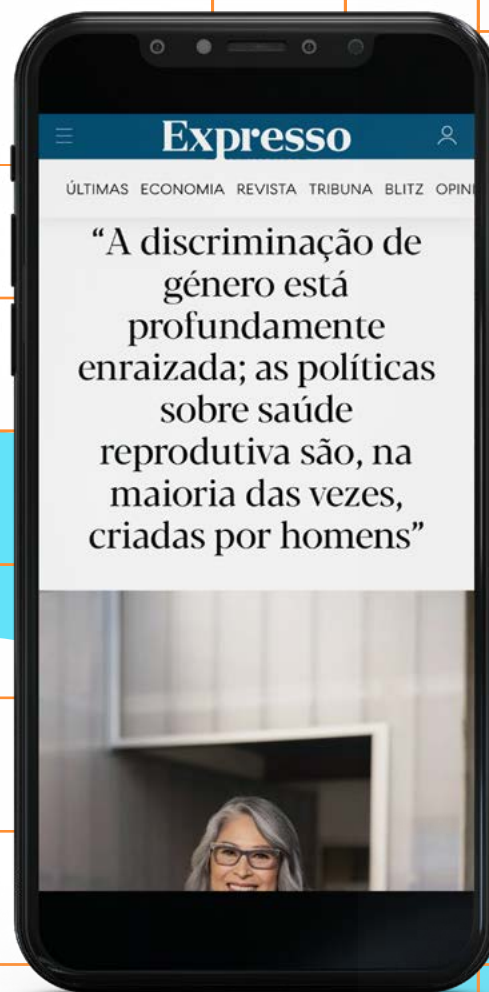 Expresso
ÚLTIMAS ECONOMIA REVISTA TRIBUNA BLITZ OPINI
“A discriminação de
género está
profundamente
enraizada; as políticas
sobre saúde
reprodutiva são, na
maioria das vezes,
criadas por homens”